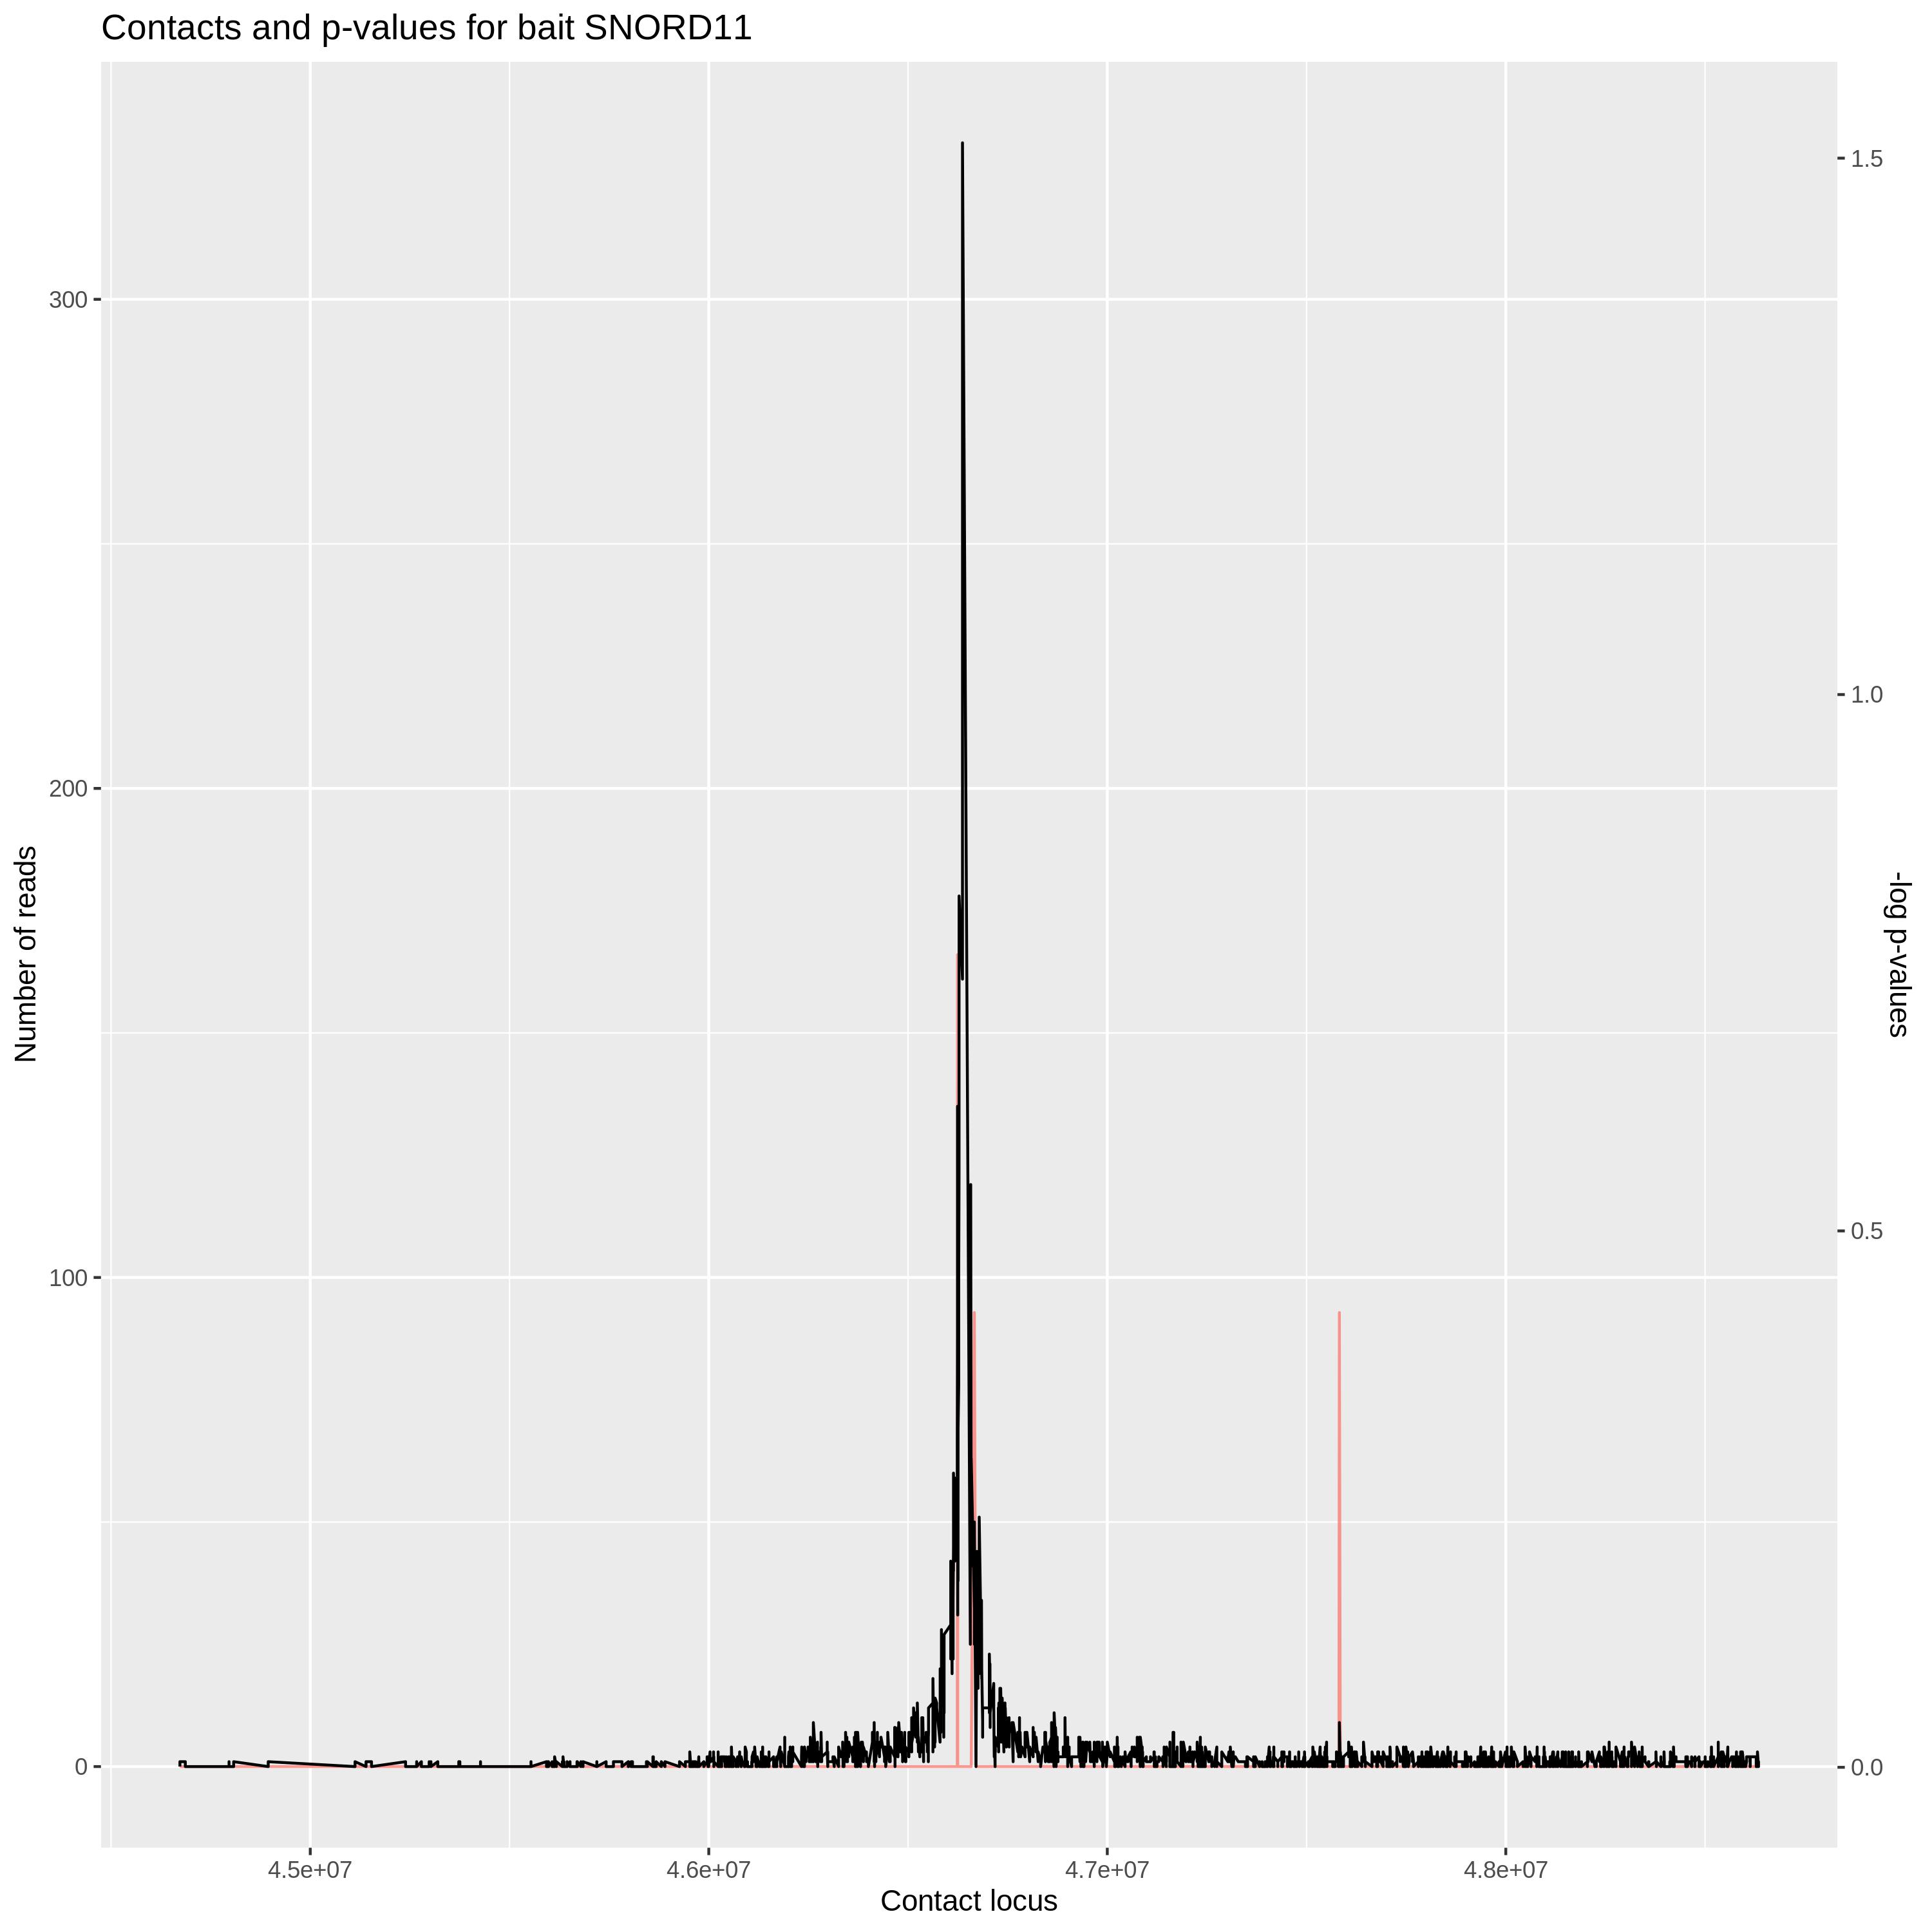 Contacts and p-values for bait SNORD11
300
200
100
0
Number of reads
1.5
1.0
0.5
0.0
-log p-values
4.5e+07
4.6e+07
4.7e+07
4.8e+07
Contact locus